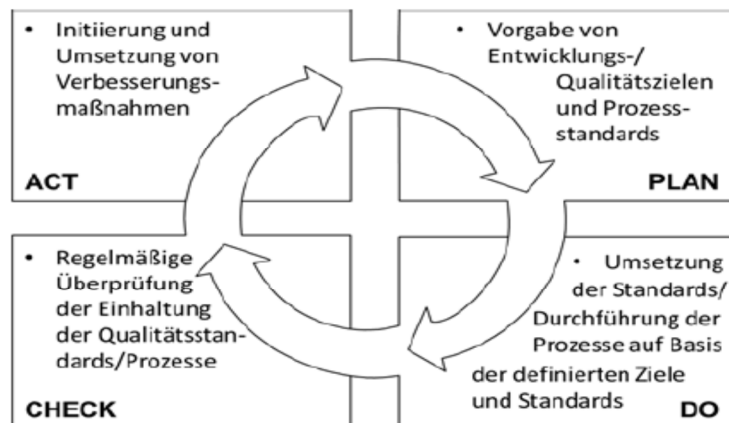 • Initiierung und
Umsetzung von
Verbesserungs-
maßnahmen
ACT
• Vorgabe von
Entwicklungs-/
Qualitätszielen
und Prozess-
standards
PLAN
• Regelmäßige
Überprüfung
der Einhaltung
der Qualitätsstan-
dards/Prozesse
CHECK
• Umsetzung
der Standards/
Durchführung der
Prozesse auf Basis
der definierten Ziele
und Standards
DO